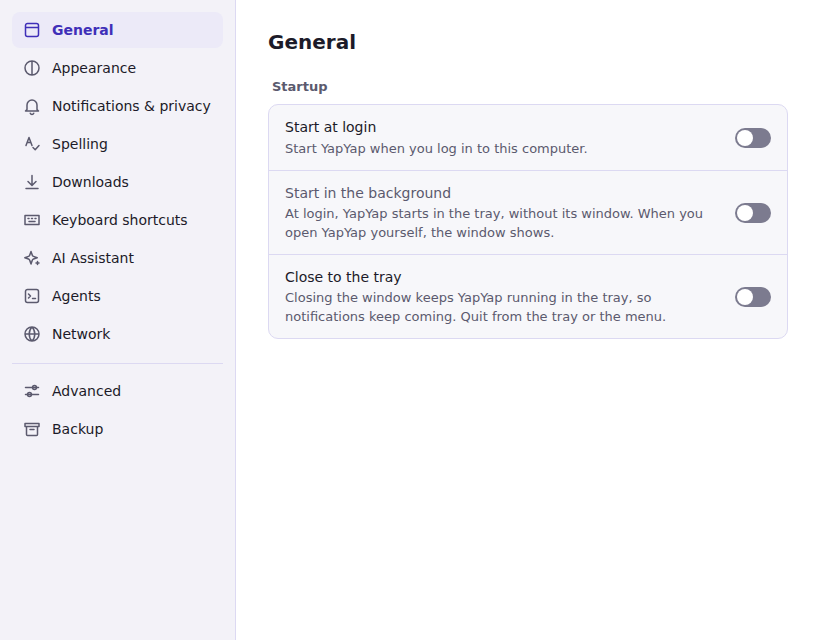 General
Appearance
Notifications & privacy
Spelling
Downloads
Keyboard shortcuts
AI Assistant
Agents
Network
Advanced
Backup
General
Startup
Start at login
Start YapYap when you log in to this computer.
Start in the background
At login, YapYap starts in the tray, without its window. When you
open YapYap yourself, the window shows.
Close to the tray
Closing the window keeps YapYap running in the tray, so
notifications keep coming. Quit from the tray or the menu.